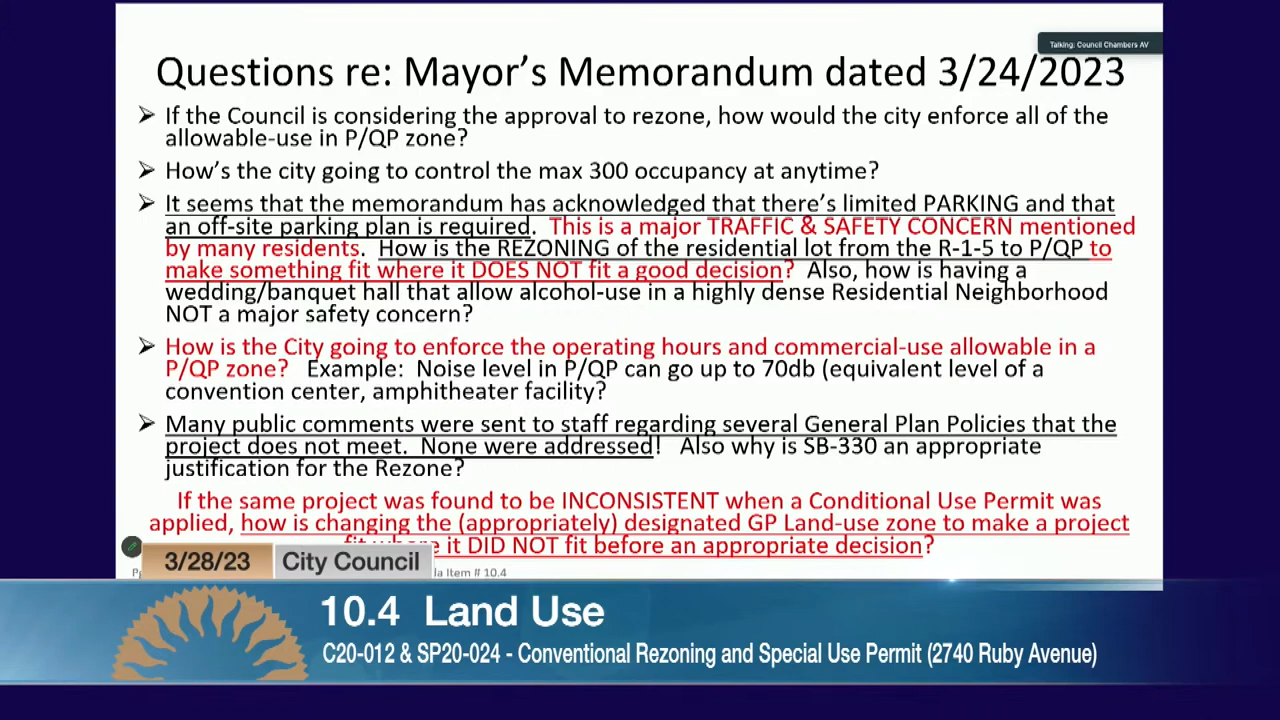 Talking: Council Chambers AV
Questions re: Mayor's Memorandum dated 3/24/2023
➢ If the Council is considering the approval to rezone, how would the city enforce all of the
allowable-use in P/QP zone?
➢ How's the city going to control the max 300 occupancy at anytime?
➢ It seems that the memorandum has acknowledged that there's limited PARKING and that
an off-site parking plan is required. This is a major TRAFFIC & SAFETY CONCERN mentioned
by many residents. How is the REZONING of the residential lot from the R-1-5 to P/QP to
make something fit where it DOES NOT fit a good decision? Also, how is having a
wedding/banquet hall that allow alcohol-use in a highly dense Residential Neighborhood
NOT a major safety concern?
➢ How is the City going to enforce the operating hours and commercial-use allowable in a
P/QP zone? Example: Noise level in P/QP can go up to 70db (equivalent level of a
convention center, amphitheater facility?
➢ Many public comments were sent to staff regarding several General Plan Policies that the
project does not meet. None were addressed! Also why is SB-330 an appropriate
justification for the Rezone?
If the same project was found to be INCONSISTENT when a Conditional Use Permit was
applied, how is changing the (appropriately) designated GP Land-use zone to make a project
fit where it DID NOT fit before an appropriate decision?
3/28/23 City Council
Item # 10.4
10.4 Land Use
C20-012 & SP20-024 - Conventional Rezoning and Special Use Permit (2740 Ruby Avenue)